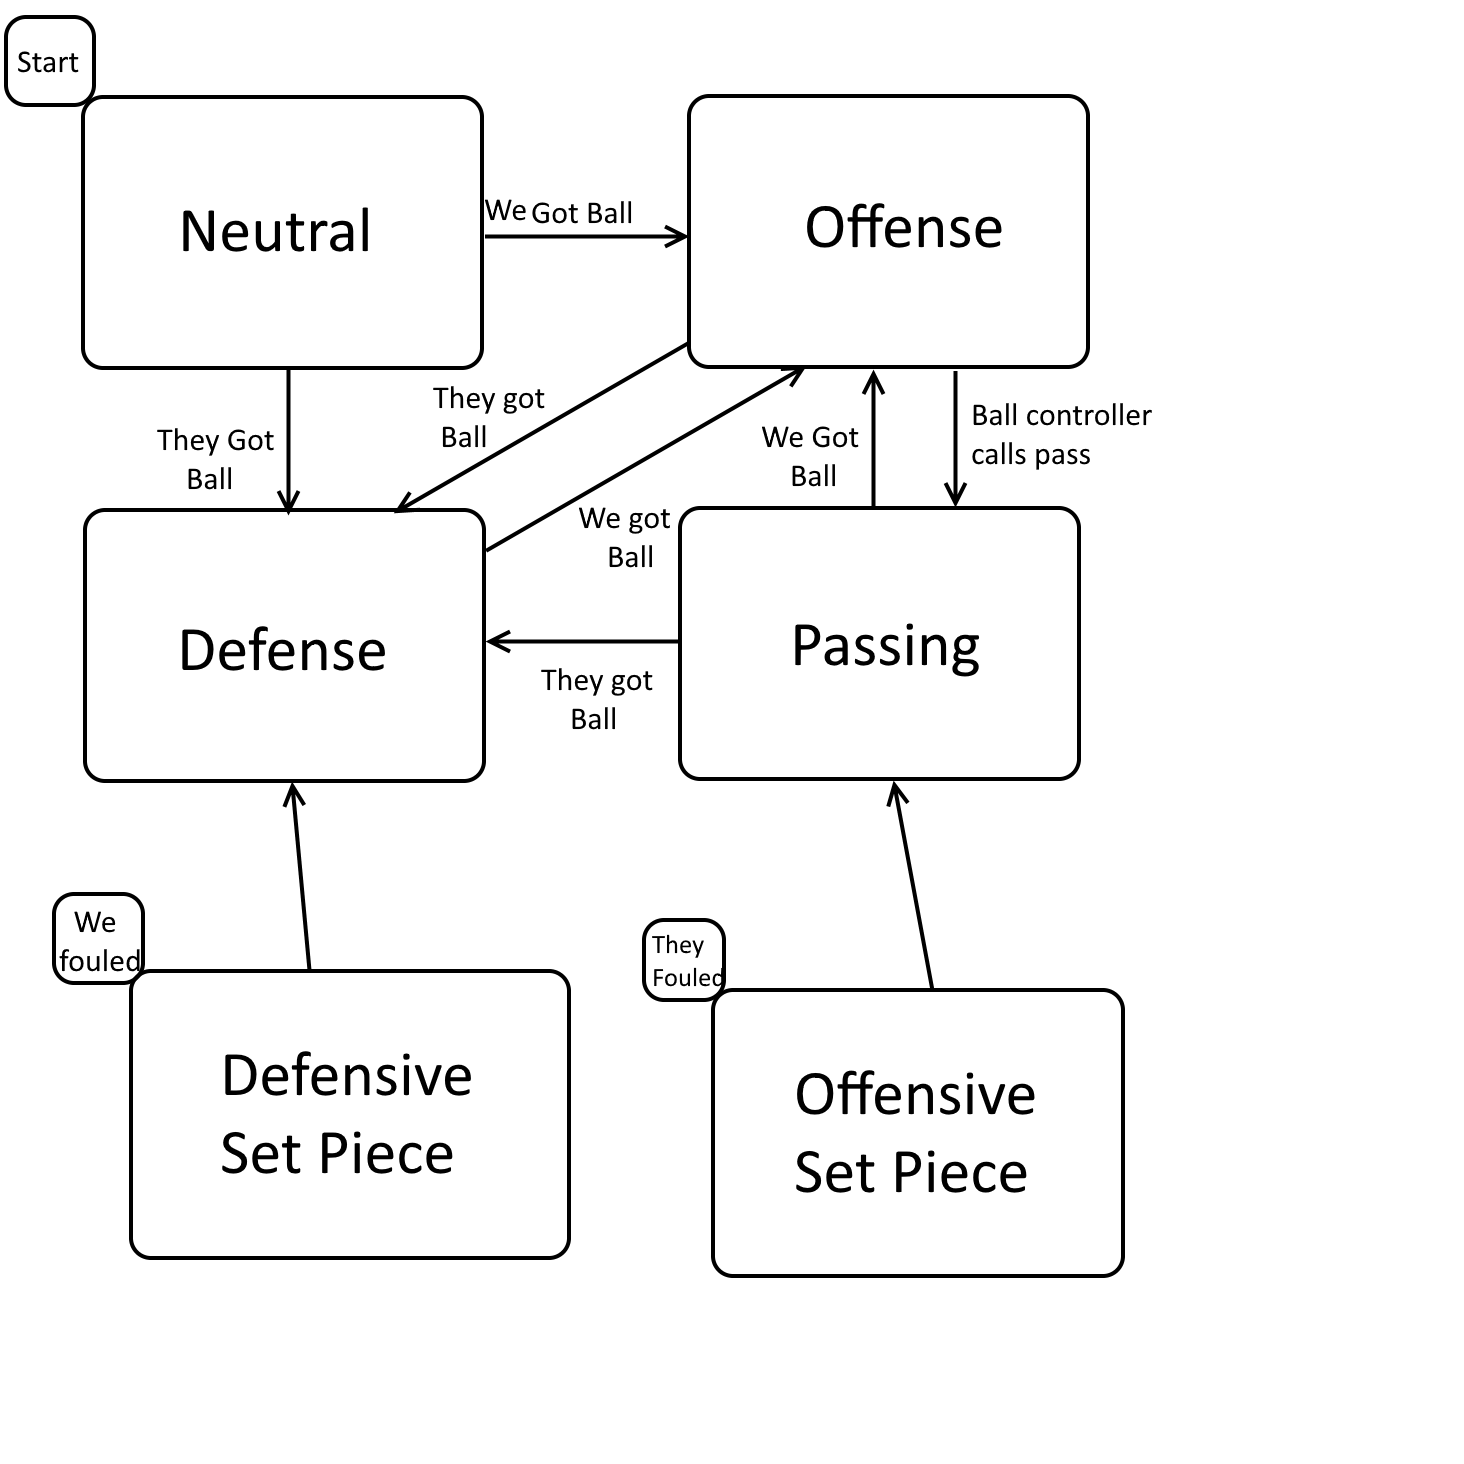 Start
Neutral
We Got Ball
Offense
They Got
Ball
They got
Ball
We got
Ball
We Got
Ball
Ball controller
calls pass
Defense
They got
Ball
Passing
We
fouled
Defensive
Set Piece
They
Fouled
Offensive
Set Piece